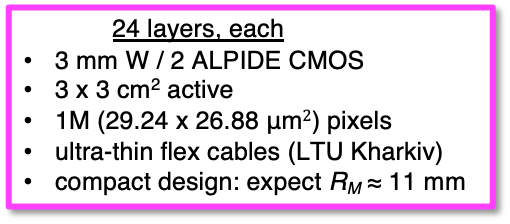 24 layers, each
• 3 mm W / 2 ALPIDE CMOS
• 3 x 3 cm² active
• 1M (29.24 x 26.88 µm²) pixels
• ultra-thin flex cables (LTU Kharkiv)
• compact design: expect R_M ≈ 11 mm